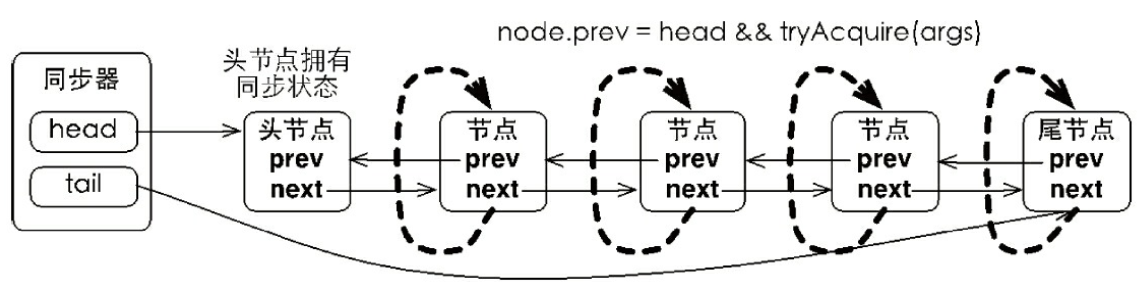 node.prev = head && tryAcquire(args)
同步器
head
tail
头节点拥有
同步状态
头节点
prev
next
节点
prev
next
节点
prev
next
节点
prev
next
尾节点
prev
next